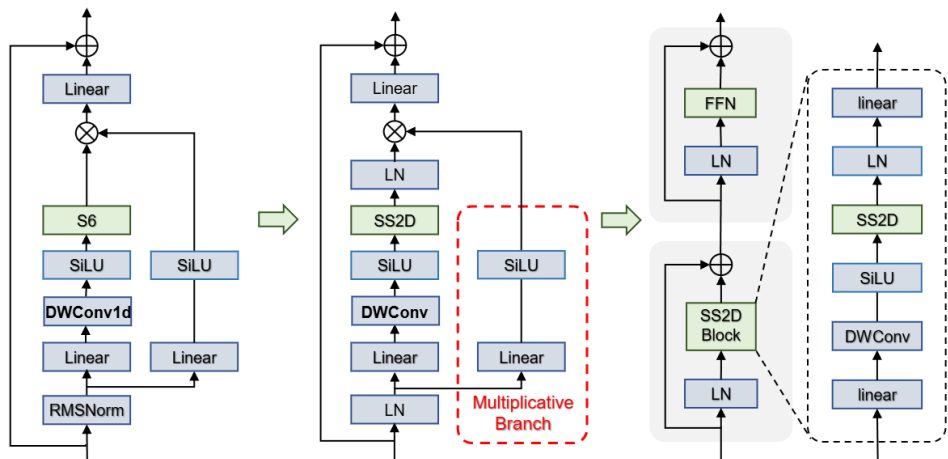 Linear
S6
SiLU
SiLU
DWConv1d
Linear
Linear
RMSNorm
Linear
LN
SS2D
SiLU
SiLU
DWConv
Linear
Linear
LN
Multiplicative
Branch
FFN
LN
SS2D
Block
LN
linear
LN
SS2D
SiLU
DWConv
linear